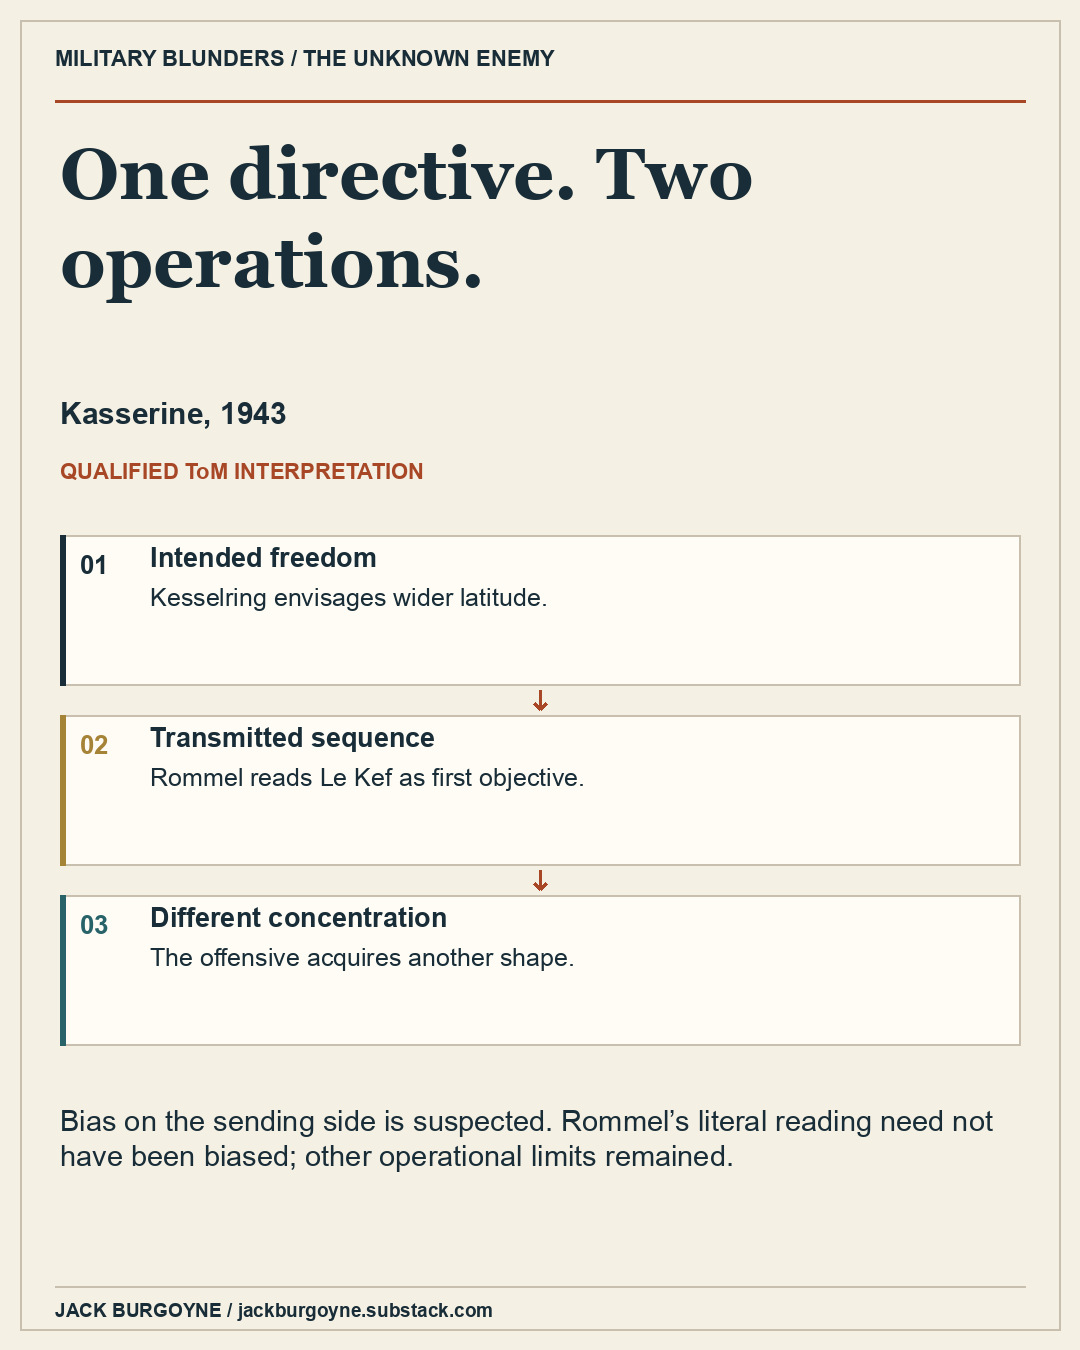 MILITARY BLUNDERS / THE UNKNOWN ENEMY
One directive. Two
operations.
Kasserine, 1943
QUALIFIED ToM INTERPRETATION
01
Intended freedom
Kesselring envisages wider latitude.
↓
02
Transmitted sequence
Rommel reads Le Kef as first objective.
↓
03
Different concentration
The offensive acquires another shape.
Bias on the sending side is suspected. Rommel’s literal reading need not
have been biased; other operational limits remained.
JACK BURGOYNE / jackburgoyne.substack.com